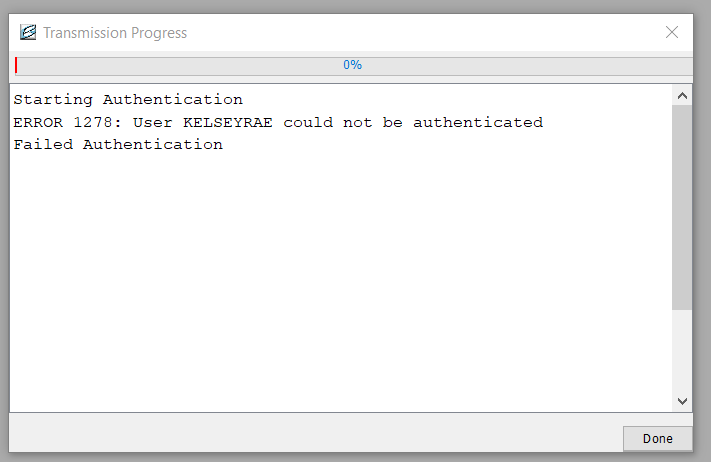 Transmission Progress
0%
Starting Authentication
ERROR 1278: User KELSEYRAE could not be authenticated
Failed Authentication
Done